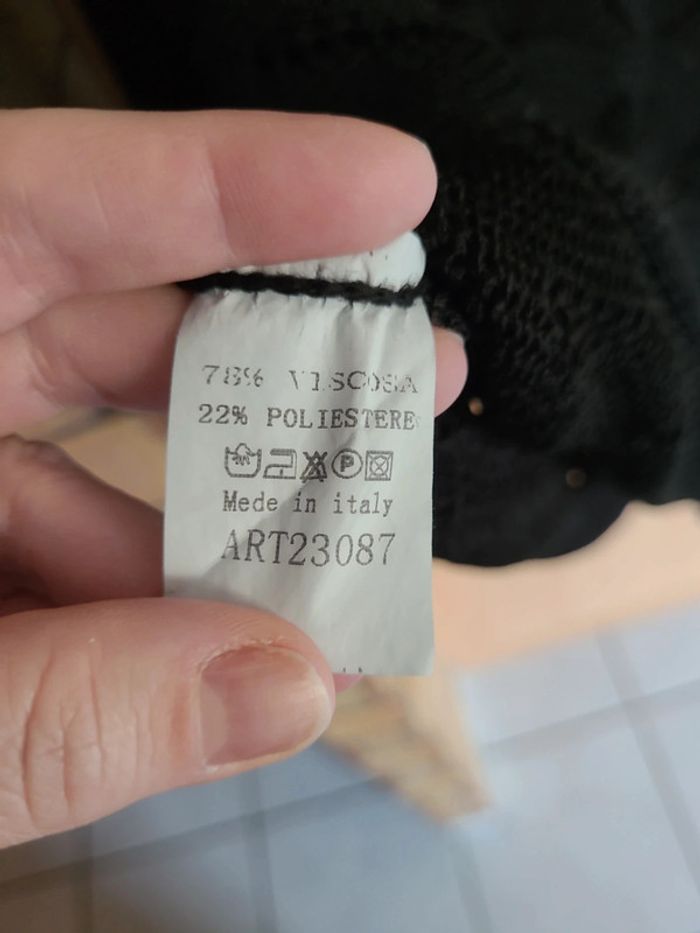 78% VISCOSA
22% POLIESTERE
P
Mede in italy
ART23087